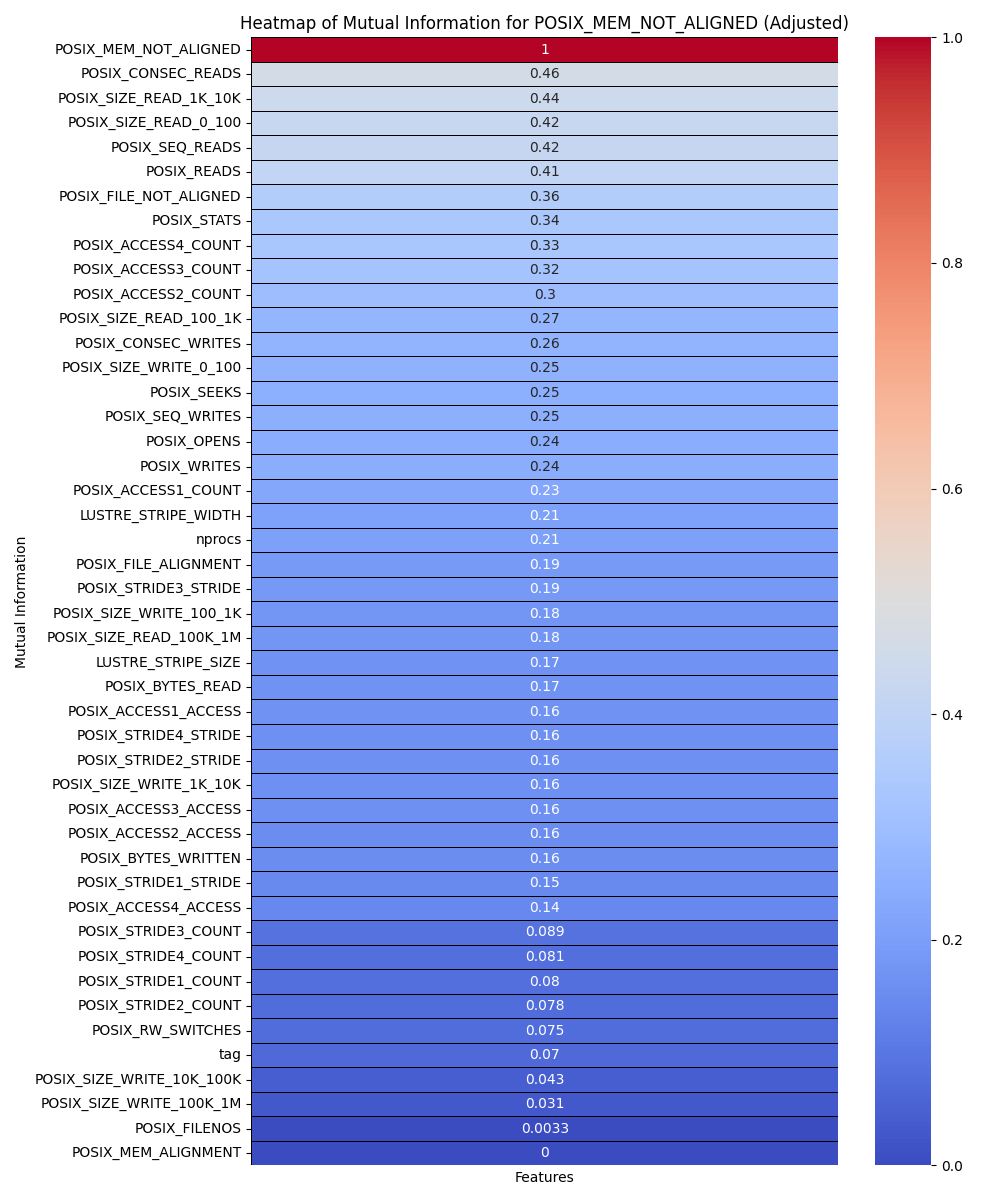 Heatmap of Mutual Information for POSIX_MEM_NOT_ALIGNED (Adjusted)
POSIX_MEM_NOT_ALIGNED 1
POSIX_CONSEC_READS 0.46
POSIX_SIZE_READ_1K_10K 0.44
POSIX_SIZE_READ_0_100 0.42
POSIX_SEQ_READS 0.42
POSIX_READS 0.41
POSIX_FILE_NOT_ALIGNED 0.36
POSIX_STATS 0.34
POSIX_ACCESS4_COUNT 0.33
POSIX_ACCESS3_COUNT 0.32
POSIX_ACCESS2_COUNT 0.3
POSIX_SIZE_READ_100_1K 0.27
POSIX_CONSEC_WRITES 0.26
POSIX_SIZE_WRITE_0_100 0.25
POSIX_SEEKS 0.25
POSIX_SEQ_WRITES 0.25
POSIX_OPENS 0.24
POSIX_WRITES 0.24
POSIX_ACCESS1_COUNT 0.23
LUSTRE_STRIPE_WIDTH 0.21
nprocs 0.21
POSIX_FILE_ALIGNMENT 0.19
POSIX_STRIDE3_STRIDE 0.19
POSIX_SIZE_WRITE_100_1K 0.18
POSIX_SIZE_READ_100K_1M 0.18
LUSTRE_STRIPE_SIZE 0.17
POSIX_BYTES_READ 0.17
POSIX_ACCESS1_ACCESS 0.16
POSIX_STRIDE4_STRIDE 0.16
POSIX_STRIDE2_STRIDE 0.16
POSIX_SIZE_WRITE_1K_10K 0.16
POSIX_ACCESS3_ACCESS 0.16
POSIX_ACCESS2_ACCESS 0.16
POSIX_BYTES_WRITTEN 0.16
POSIX_STRIDE1_STRIDE 0.15
POSIX_ACCESS4_ACCESS 0.14
POSIX_STRIDE3_COUNT 0.089
POSIX_STRIDE4_COUNT 0.081
POSIX_STRIDE1_COUNT 0.08
POSIX_STRIDE2_COUNT 0.078
POSIX_RW_SWITCHES 0.075
tag 0.07
POSIX_SIZE_WRITE_10K_100K 0.043
POSIX_SIZE_WRITE_100K_1M 0.031
POSIX_FILENOS 0.0033
POSIX_MEM_ALIGNMENT 0
Mutual Information
Features
1.0
0.8
0.6
0.4
0.2
0.0